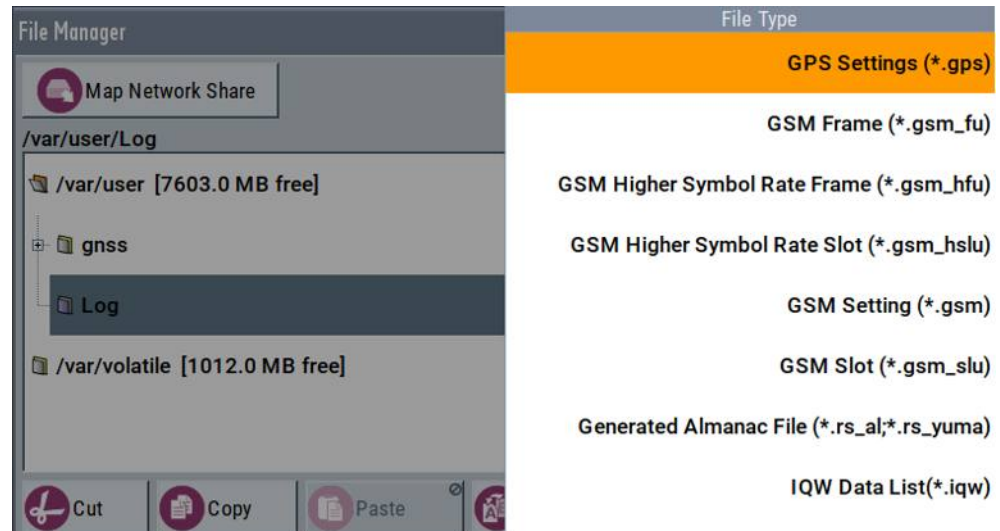 File Manager
Map Network Share
/var/user/Log
/var/user [7603.0 MB free]
gnss
Log
/var/volatile [1012.0 MB free]
Cut
Copy
Paste
File Type
GPS Settings (*.gps)
GSM Frame (*.gsm_fu)
GSM Higher Symbol Rate Frame (*.gsm_hfu)
GSM Higher Symbol Rate Slot (*.gsm_hslu)
GSM Setting (*.gsm)
GSM Slot (*.gsm_slu)
Generated Almanac File (*.rs_al;*.rs_yuma)
IQW Data List(*.iqw)